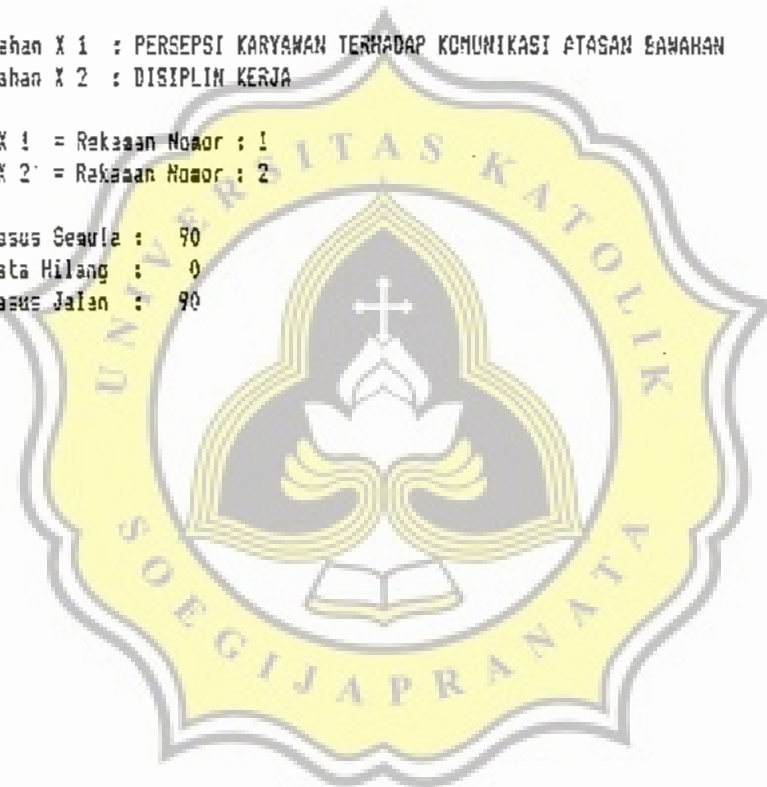 ahan X 1 : PERSEPSI KARYAWAN TERHADAP KOMUNIKASI ATASAN BAWAHAN
ahan X 2 : DISIPLIN KERJA
X 1 = Rekaman Nomor : 1
X 2 = Rekaman Nomor : 2
asus Semula : 90
ata Hilang : 0
asus Jalan : 90
UNIVERSITAS KATOLIK
SOEGIJAPRANATA